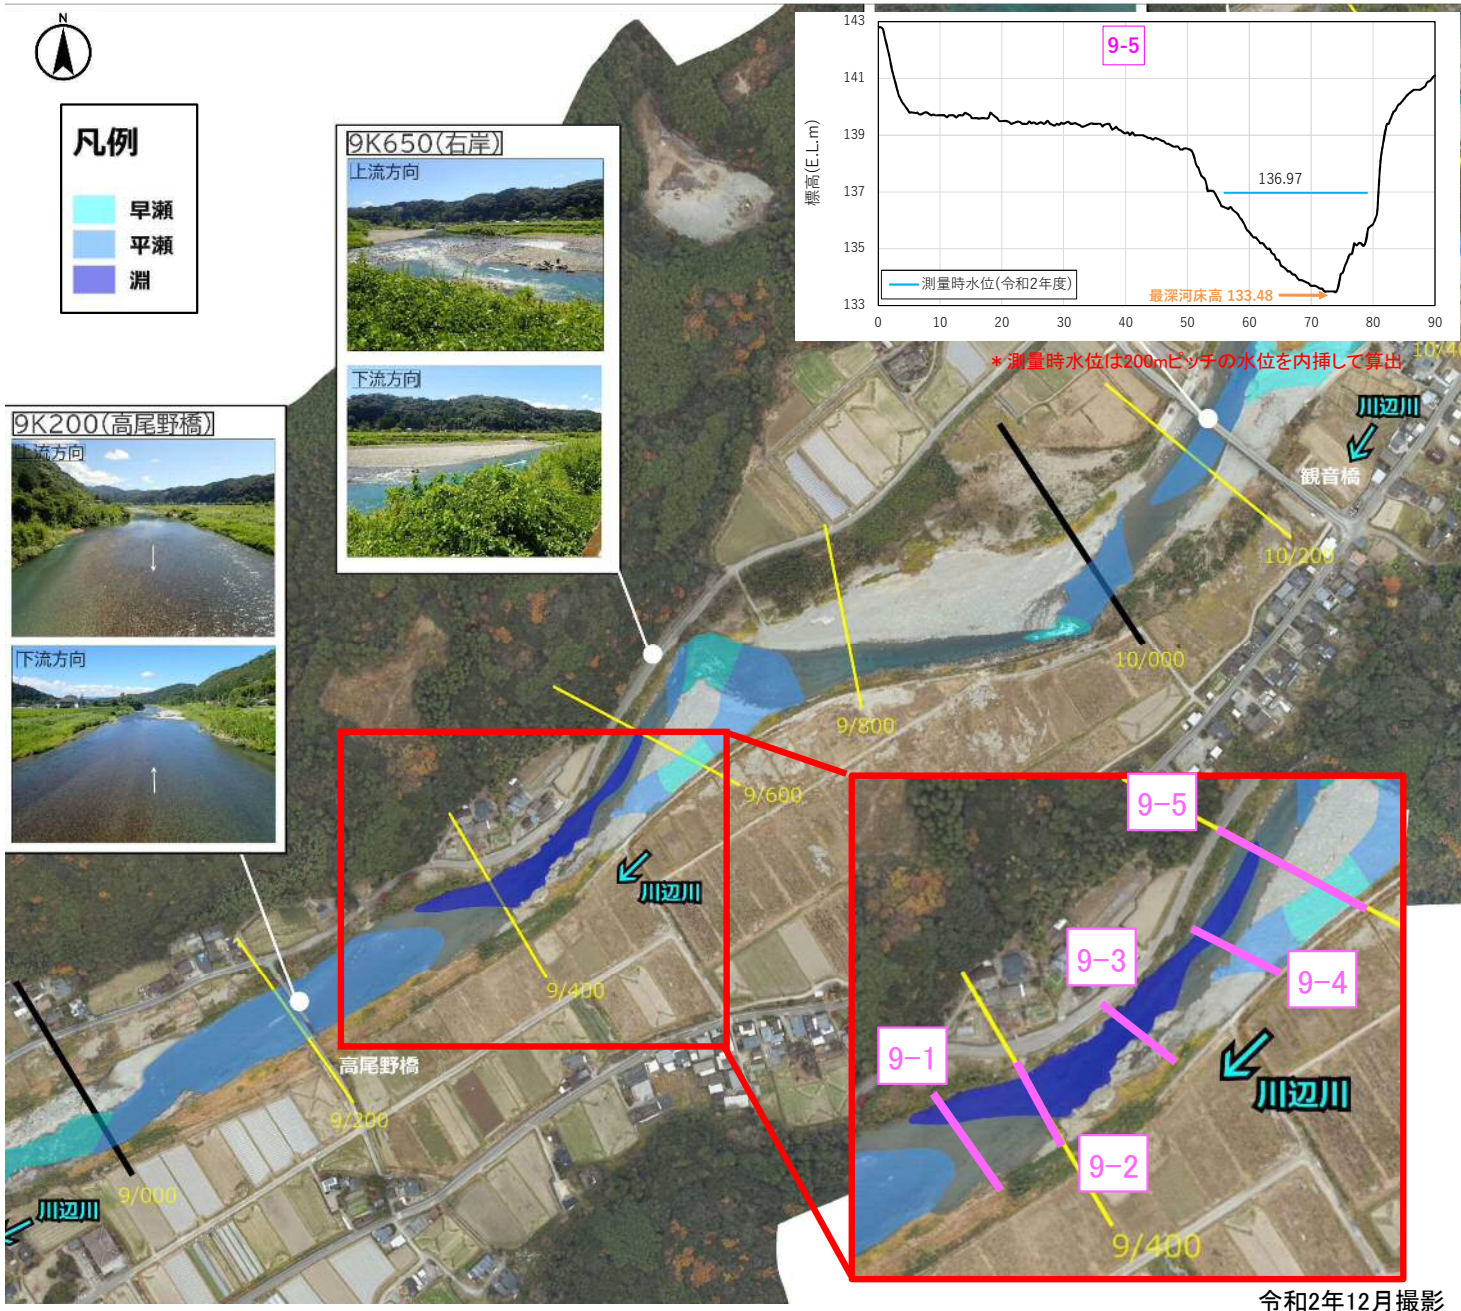 N
凡例
早瀬
平瀬
淵
9K650(右岸)
上流方向
下流方向
9K200(高尾野橋)
上流方向
下流方向
9-5
143
141
139
137
135
133
標高(E.L.m)
136.97
測量時水位(令和2年度)
最深河床高 133.48
0 10 20 30 40 50 60 70 80 90
*測量時水位は200mピッチの水位を内挿して算出
川辺川
観音橋
10/200
10/000
9/800
9/600
川辺川
9/400
高尾野橋
9/200
9/000
川辺川
9-5
9-3
9-4
9-1
9-2
川辺川
9/400
令和2年12月撮影